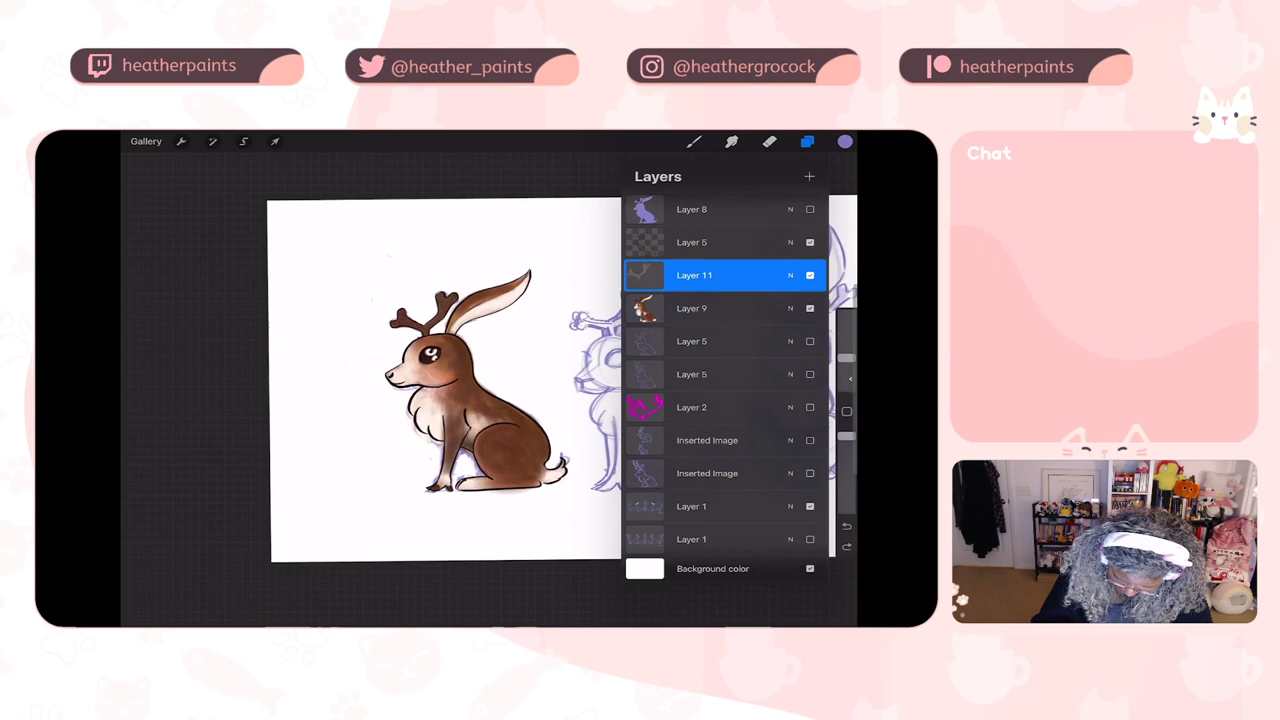 heatherpaints
@heather_paints
@heathergrocock
heatherpaints
Gallery
Layers
Layer 8 N
Layer 5 N
Layer 11 N
Layer 9 N
Layer 5 N
Layer 5 N
Layer 2 N
Inserted Image N
Inserted Image N
Layer 1 N
Layer 1 N
Background color
Chat